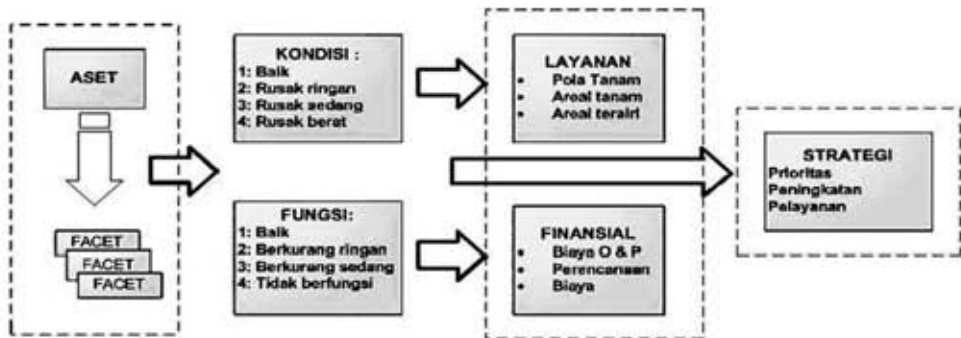 ASET
FACET
FACET
FACET
KONDISI :
1: Baik
2: Rusak ringan
3: Rusak sedang
4: Rusak berat
FUNGSI:
1: Baik
2: Berkurang ringan
3: Berkurang sedang
4: Tidak berfungsi
LAYANAN
• Pola Tanam
• Areal tanam
• Areal terairi
FINANSIAL
• Biaya O & P
• Perencanaan
• Biaya
STRATEGI
Prioritas
Peningkatan
Pelayanan